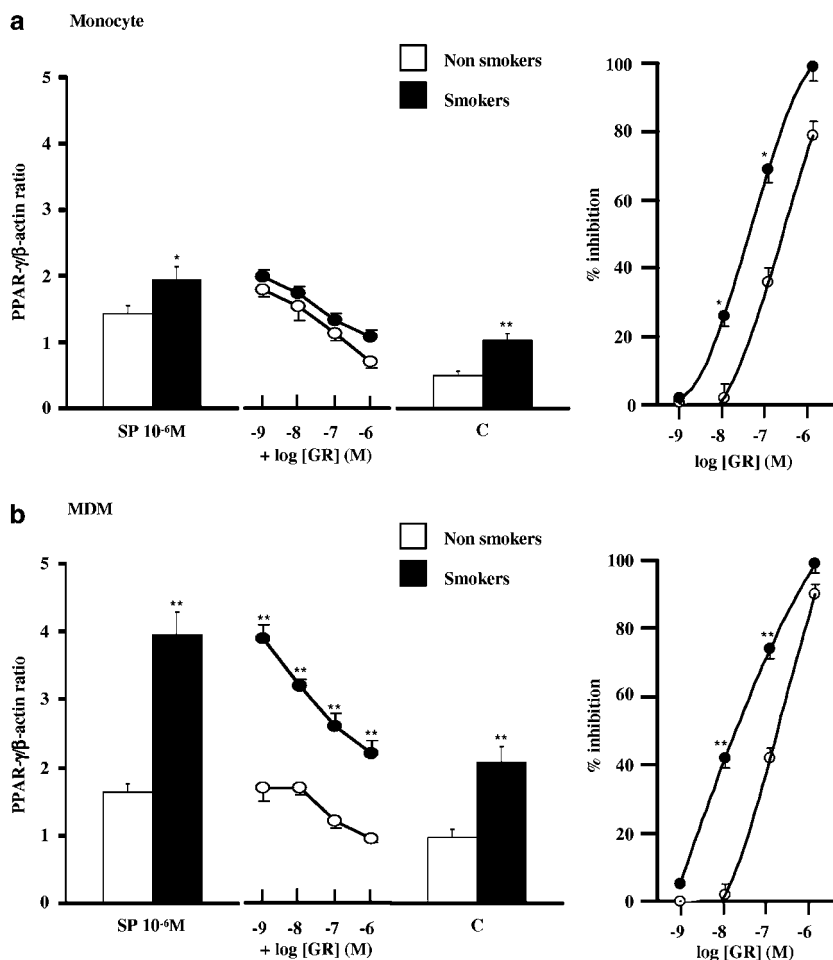 a Monocyte
Non smokers
Smokers
PPAR-γ/β-actin ratio
5
4
3
2
1
0
* ** 
SP 10⁻⁶M
-9 -8 -7 -6
+ log [GR] (M)
C
% inhibition
100
80
60
40
20
0
* *
-9 -8 -7 -6
log [GR] (M)
b MDM
Non smokers
Smokers
PPAR-γ/β-actin ratio
5
4
3
2
1
0
** ** ** ** ** **
SP 10⁻⁶M
-9 -8 -7 -6
+ log [GR] (M)
C
% inhibition
100
80
60
40
20
0
** **
-9 -8 -7 -6
log [GR] (M)